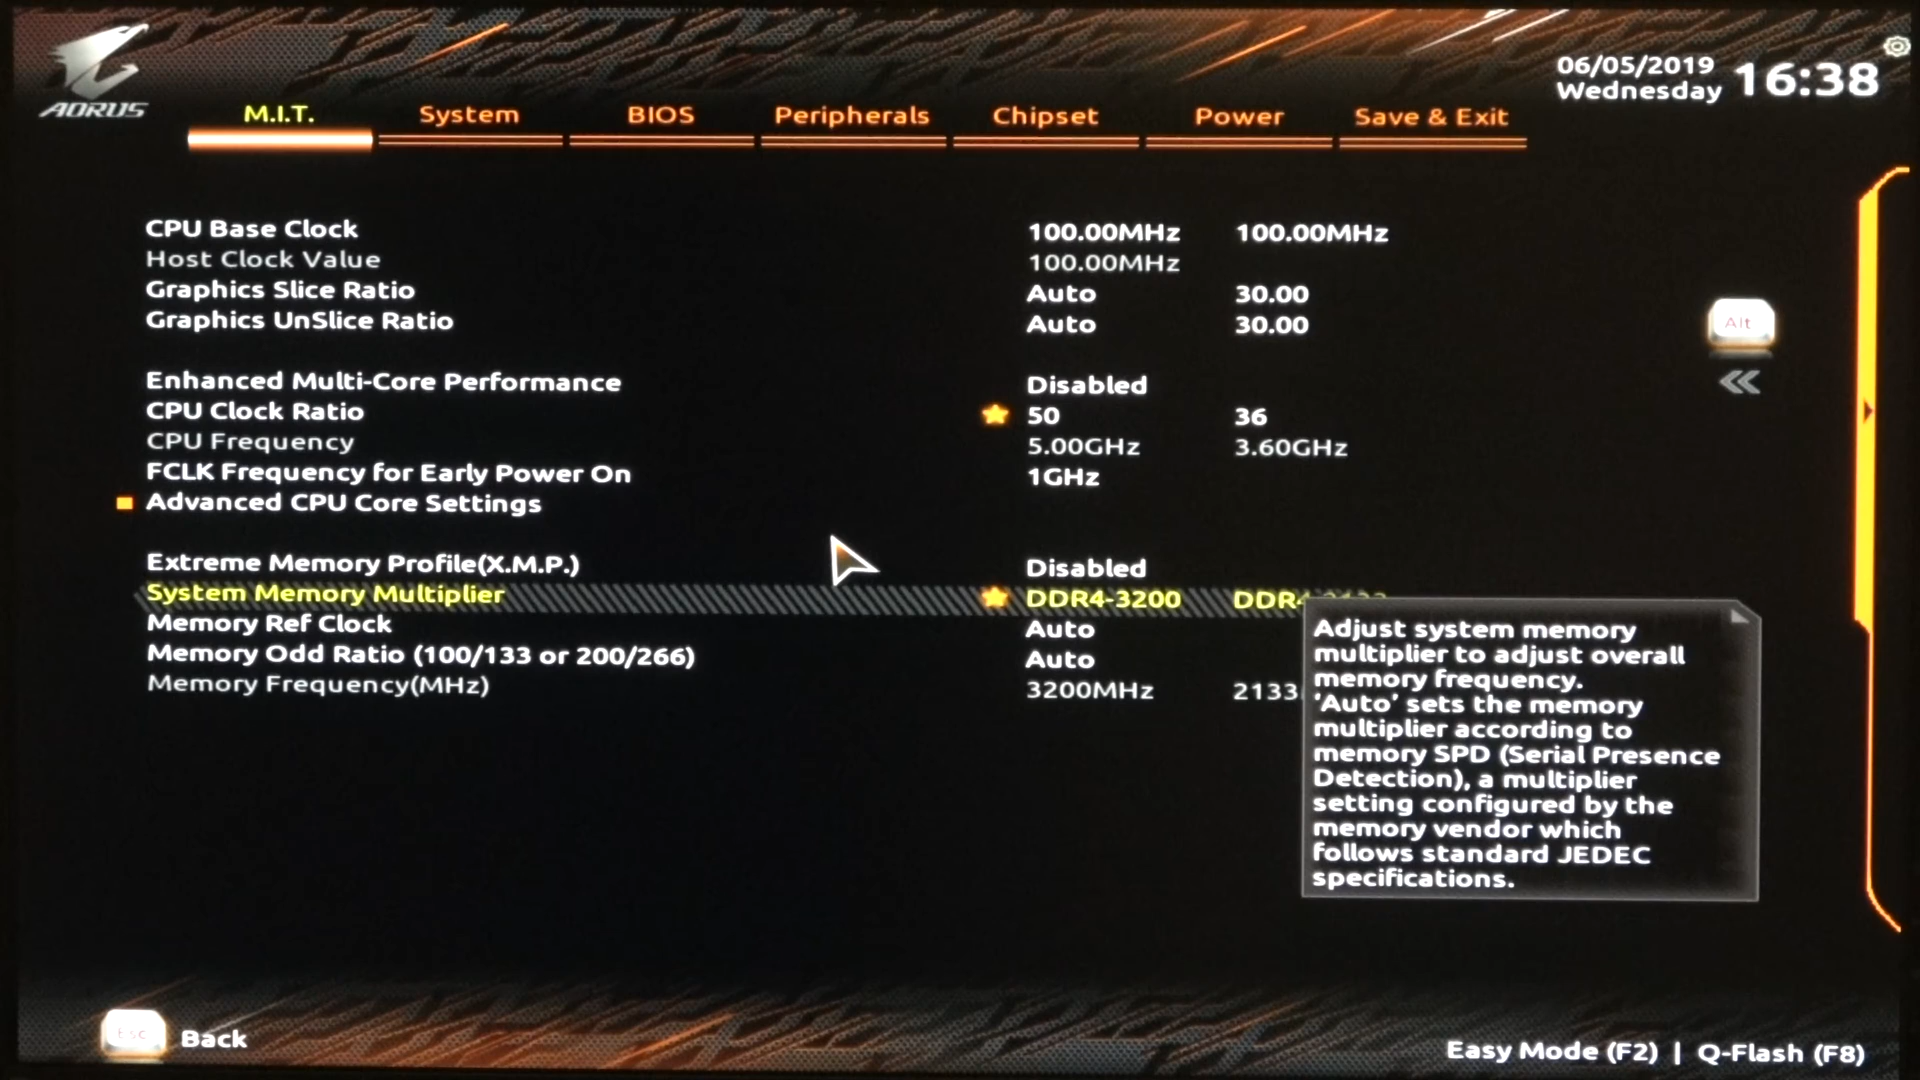 AORUS
06/05/2019
Wednesday
16:38
M.I.T. System BIOS Peripherals Chipset Power Save & Exit
CPU Base Clock 100.00MHz 100.00MHz
Host Clock Value 100.00MHz
Graphics Slice Ratio Auto 30.00
Graphics UnSlice Ratio Auto 30.00
Alt
Enhanced Multi-Core Performance Disabled
CPU Clock Ratio 50 36
CPU Frequency 5.00GHz 3.60GHz
FCLK Frequency for Early Power On 1GHz
Advanced CPU Core Settings
Extreme Memory Profile(X.M.P.) Disabled
System Memory Multiplier DDR4-3200
Memory Ref Clock Auto
Memory Odd Ratio (100/133 or 200/266) Auto
Memory Frequency(MHz) 3200MHz 2133
Adjust system memory
multiplier to adjust overall
memory frequency.
'Auto' sets the memory
multiplier according to
memory SPD (Serial Presence
Detection), a multiplier
setting configured by the
memory vendor which
follows standard JEDEC
specifications.
Esc Back
Easy Mode (F2) | Q-Flash (F8)